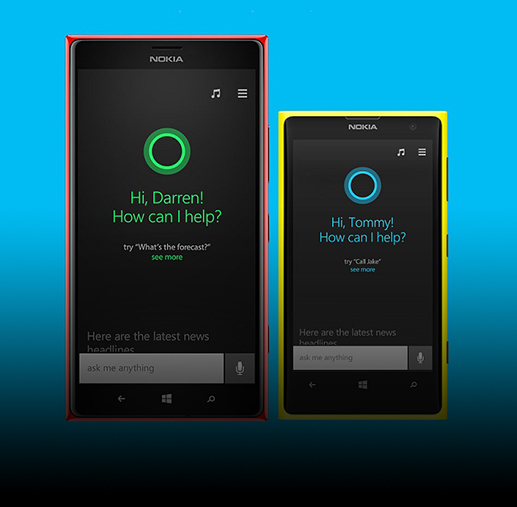 NOKIA
Hi, Darren!
How can I help?
try "What's the forecast?"
see more
Here are the latest news
headlines
ask me anything
NOKIA
Hi, Tommy!
How can I help?
try "Call Jake"
see more
Here are the latest news
headlines
ask me anything